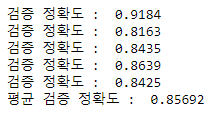 검증 정확도 :  0.9184
검증 정확도 :  0.8163
검증 정확도 :  0.8435
검증 정확도 :  0.8639
검증 정확도 :  0.8425
평균 검증 정확도 :  0.85692